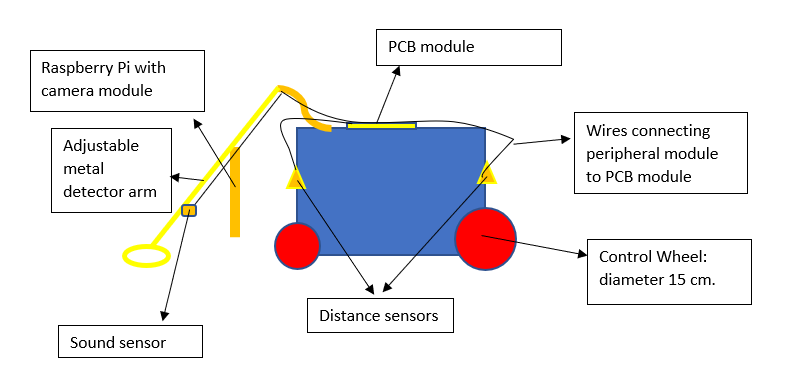 PCB module
Raspberry Pi with
camera module
Adjustable
metal
detector arm
Wires connecting
peripheral module
to PCB module
Control Wheel:
diameter 15 cm.
Distance sensors
Sound sensor